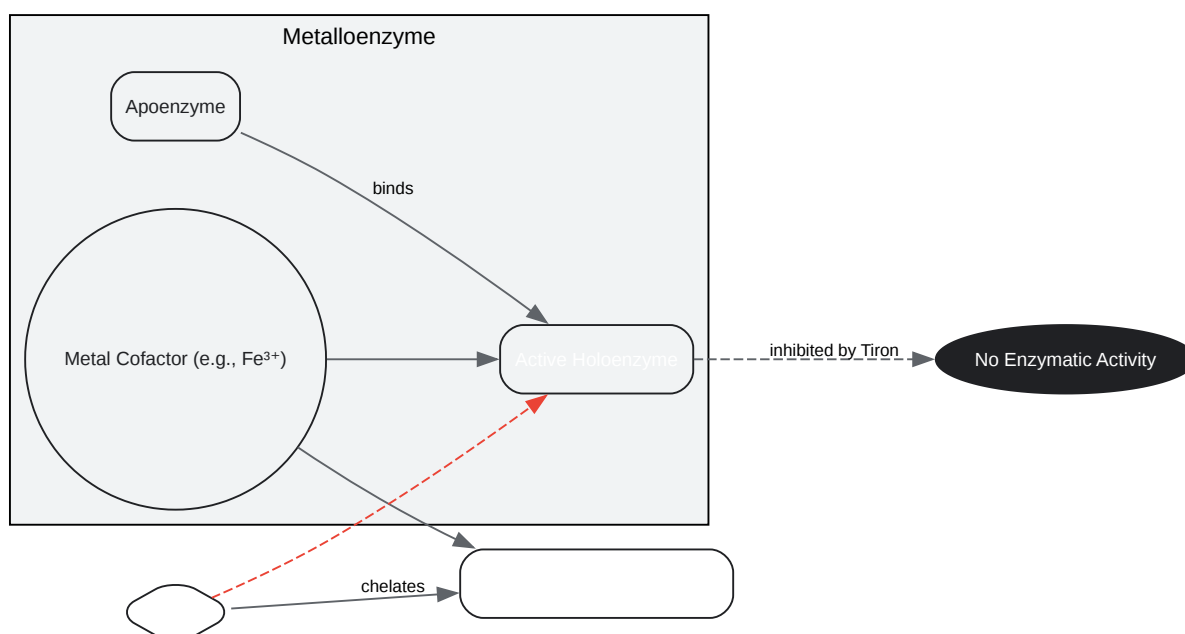 Metalloenzyme
Apoenzyme
binds
Metal Cofactor (e.g., Fe³⁺)
Active Holoenzyme
inhibited by Tiron
No Enzymatic Activity
chelates